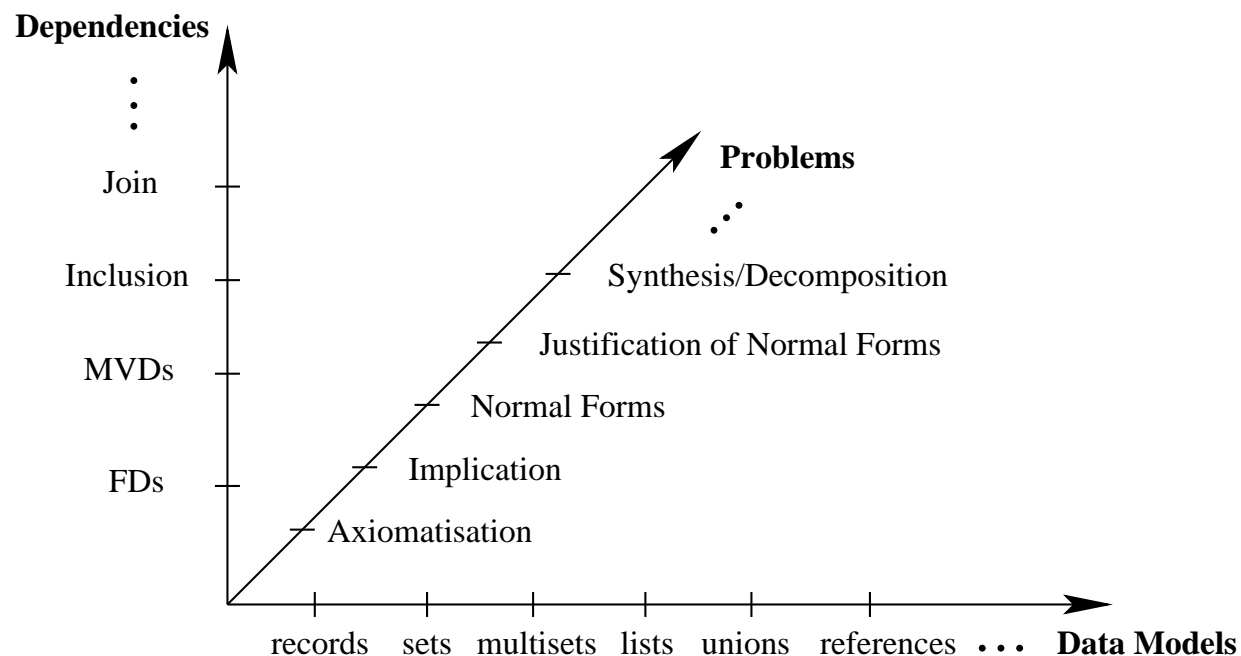 Dependencies
Problems
Join
Inclusion
Synthesis/Decomposition
Justification of Normal Forms
MVDs
Normal Forms
Implication
FDs
Axiomatisation
records sets multisets lists unions references ... Data Models